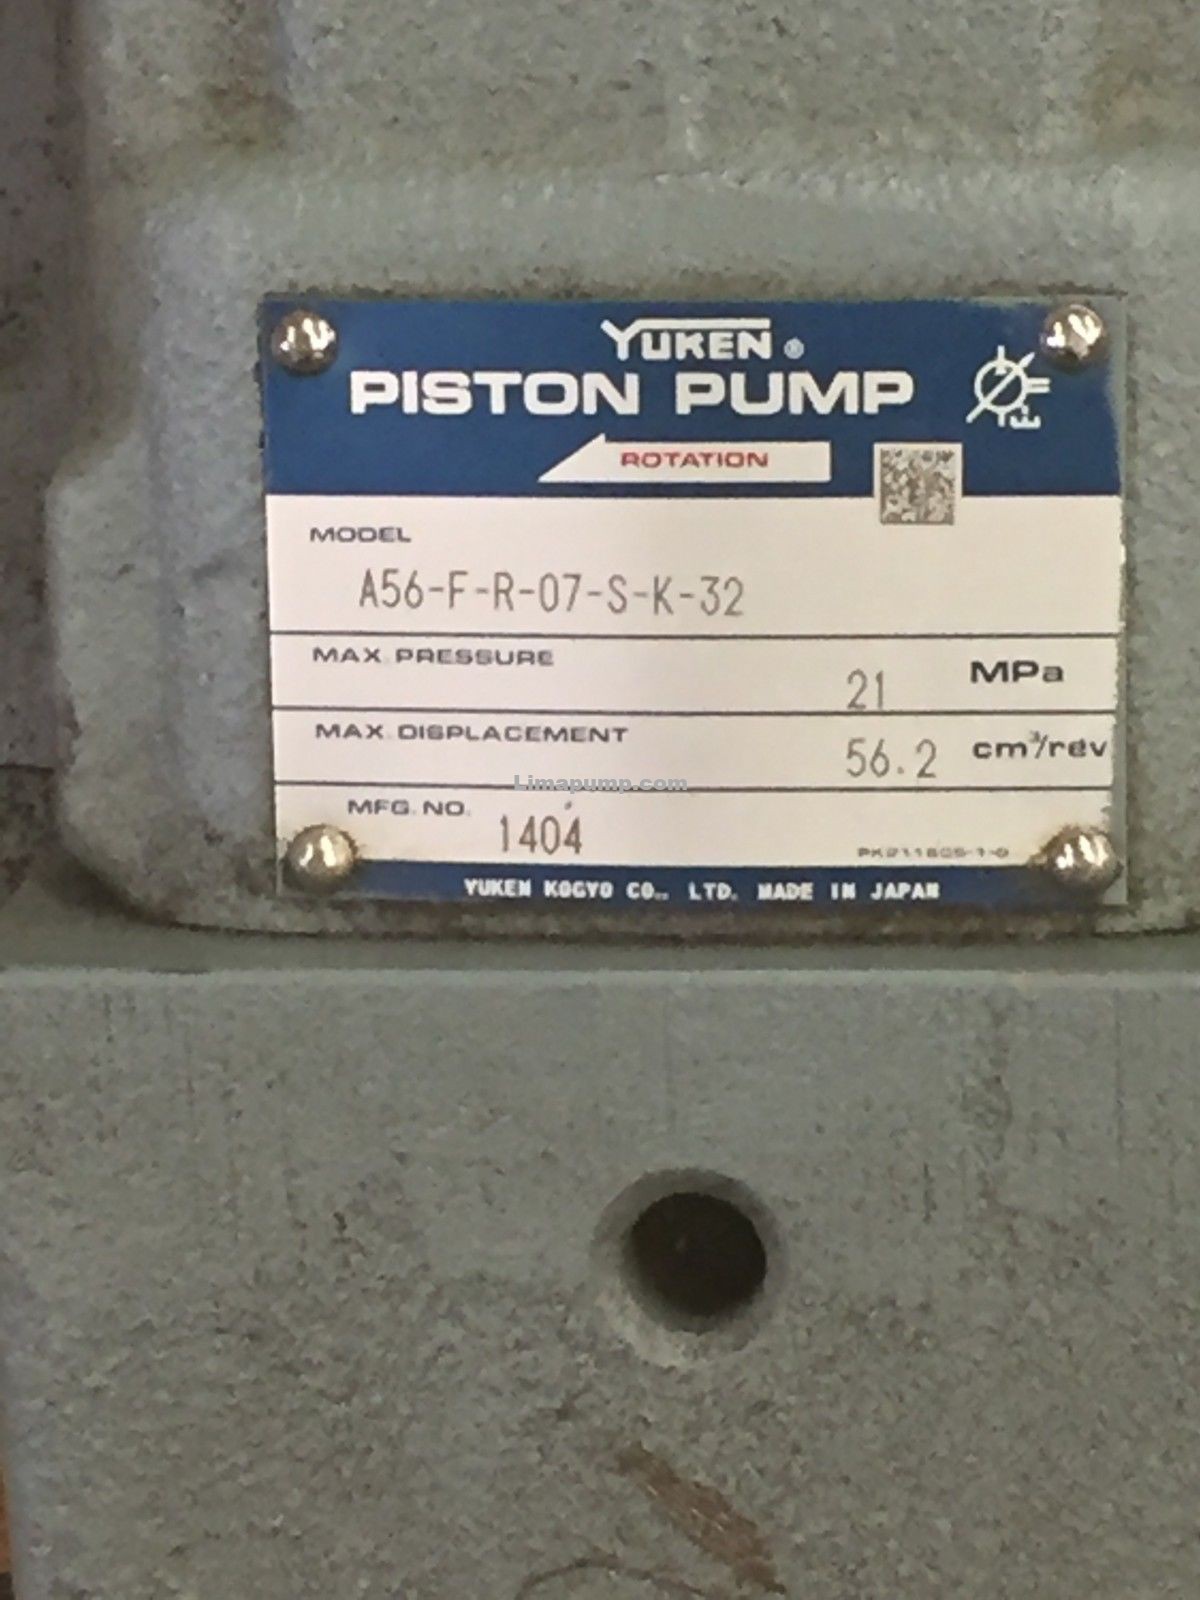 YUKEN ®
PISTON PUMP
ROTATION
MODEL
A56-F-R-07-S-K-32
MAX. PRESSURE 21 MPa
MAX. DISPLACEMENT 56.2 cm³/rev
Limapump.com
MFG. NO. 1404
YUKEN KOGYO CO., LTD. MADE IN JAPAN